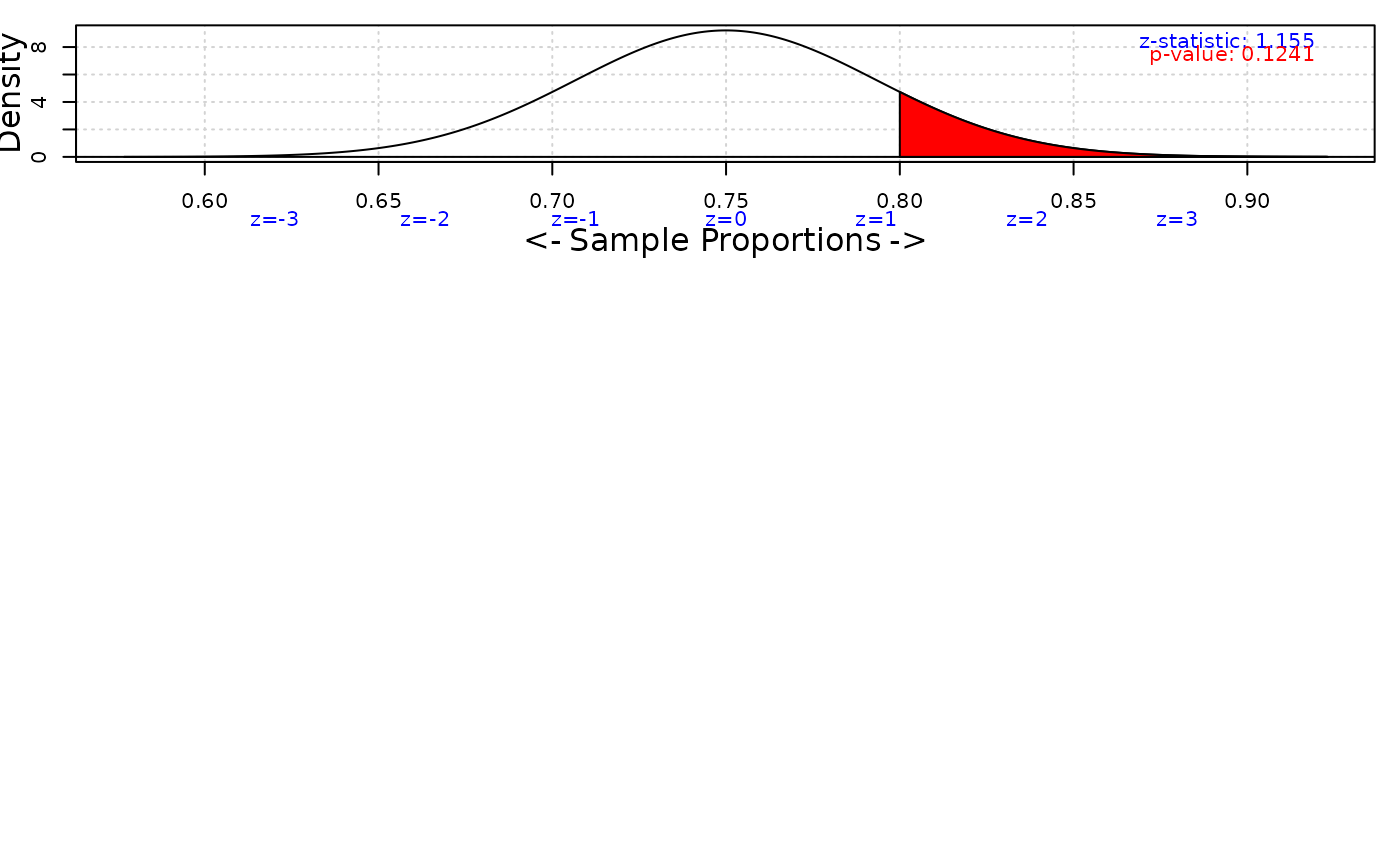 z-statistic: 1.155
p-value: 0.1241
Density
8
4
0
0.60 0.65 0.70 0.75 0.80 0.85 0.90
z=-3 z=-2 z=-1 z=0 z=1 z=2 z=3
<- Sample Proportions ->